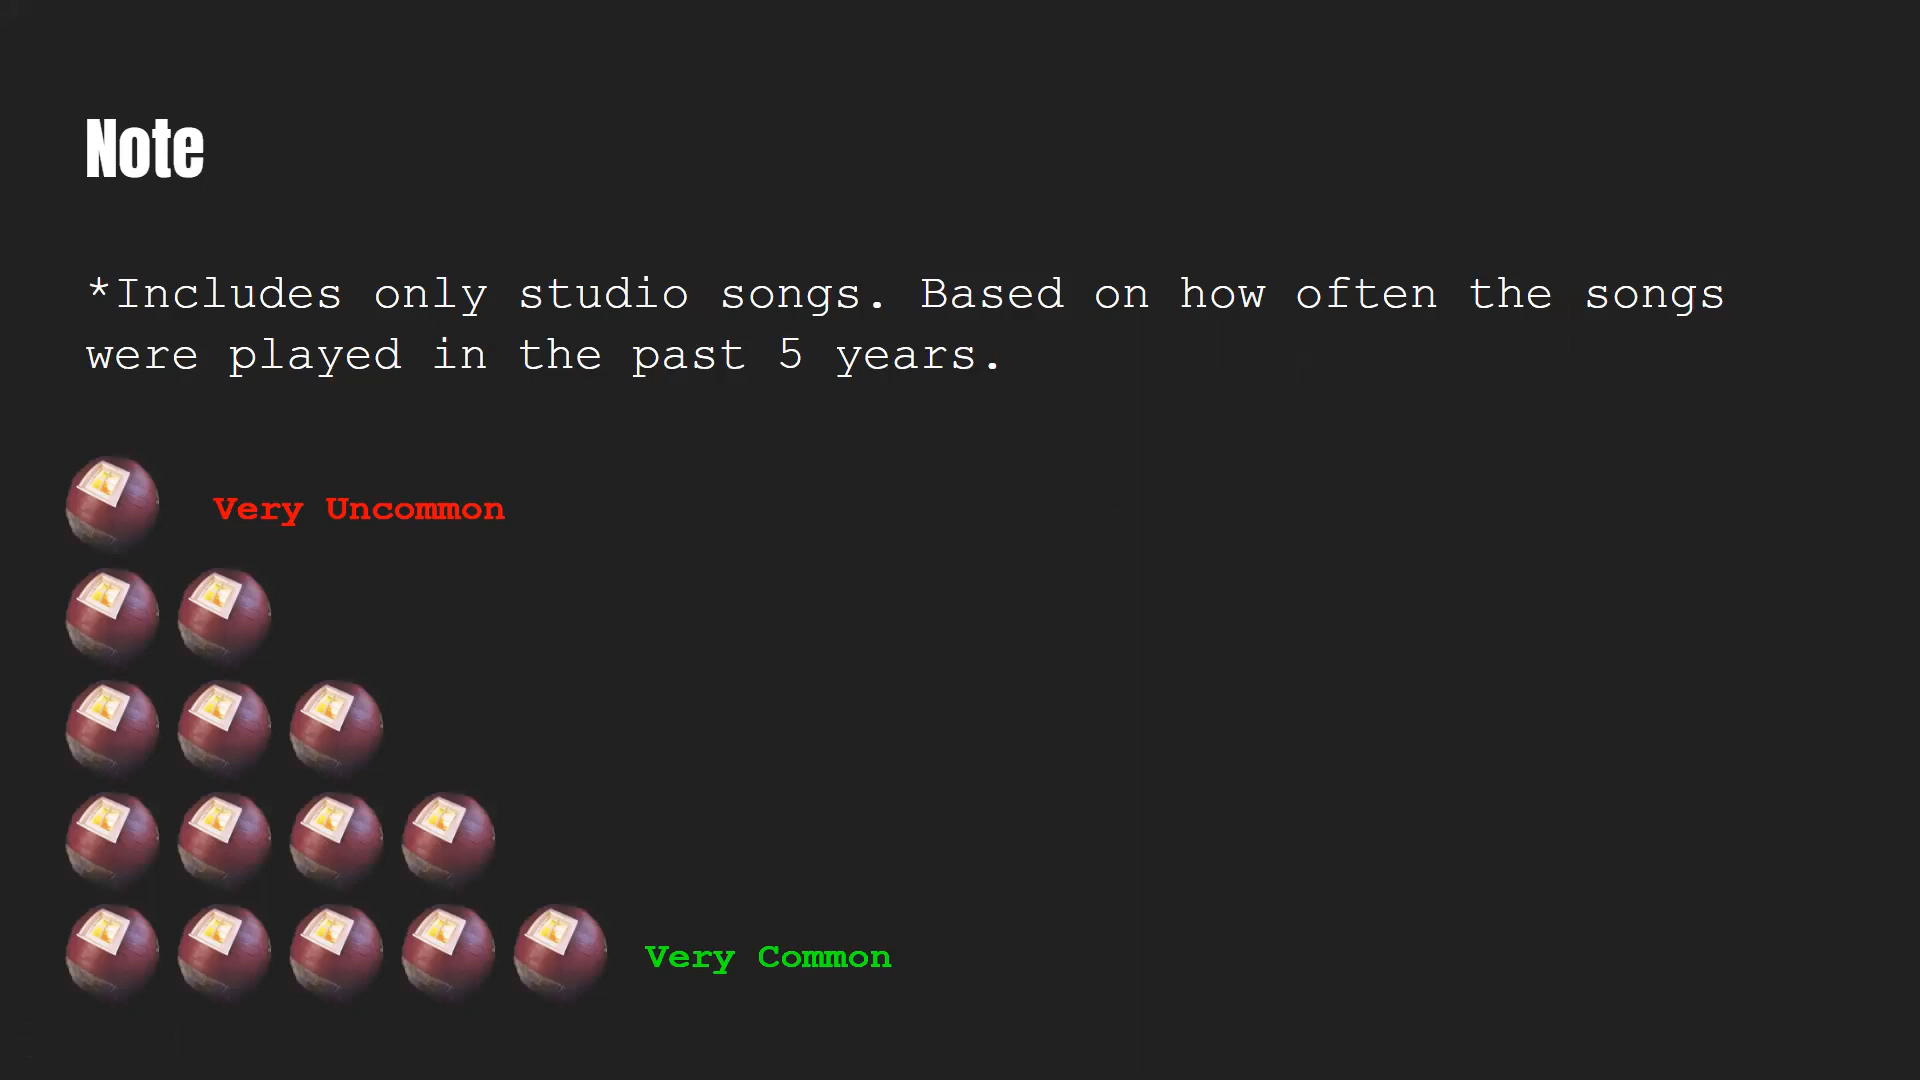 Note
*Includes only studio songs. Based on how often the songs
were played in the past 5 years.
Very Uncommon
Very Common